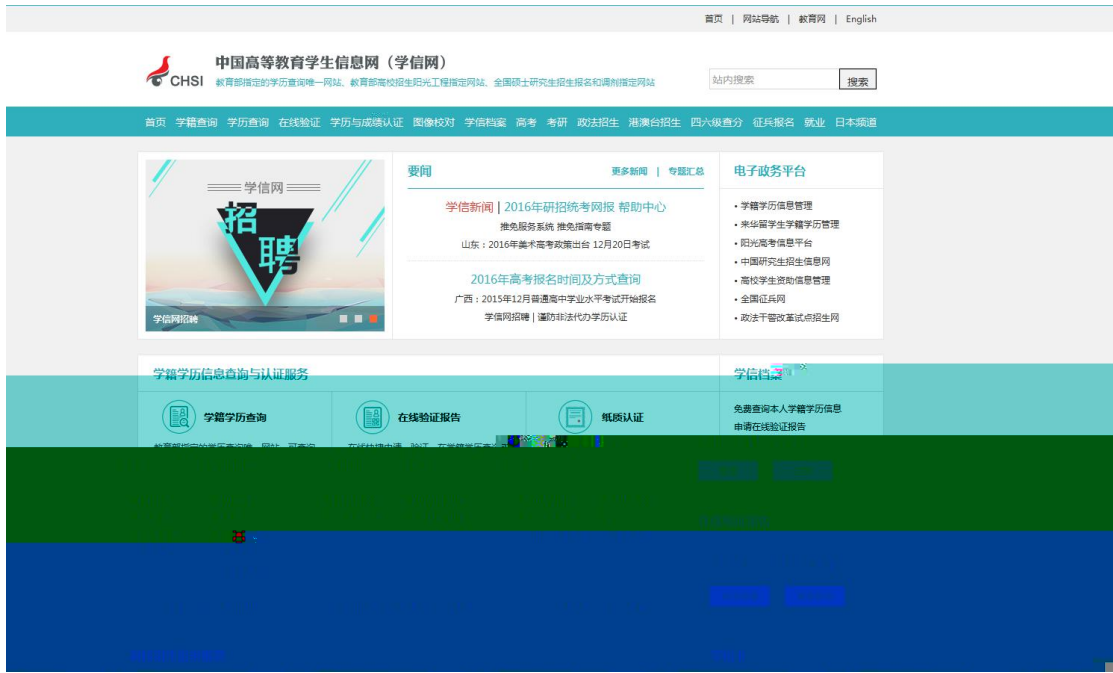 首页 | 网站导航 | 教育网 | English
CHSI
中国高等教育学生信息网（学信网）
教育部指定的学历查询唯一网站、教育部高校招生阳光工程指定网站、全国硕士研究生招生报名和调剂指定网站
站内搜索 搜索
首页 学籍查询 学历查询 在线验证 学历与成绩认证 图像校对 学信档案 高考 考研 政法招生 港澳台招生 四六级查分 征兵报名 就业 日本频道
学信网
招聘
学信网招聘
要闻 更多新闻 | 专题汇总
学信新闻 | 2016年研招统考网报 帮助中心
推免服务系统 推免指南专题
山东：2016年美术高考政策出台 12月20日考试
2016年高考报名时间及方式查询
广西：2015年12月普通高中学业水平考试开始报名
学信网招聘 | 谨防非法代办学历认证
电子政务平台
• 学籍学历信息管理
• 来华留学生学籍学历管理
• 阳光高考信息平台
• 中国研究生招生信息网
• 高校学生资助信息管理
• 全国征兵网
• 政法干警改革试点招生网
学籍学历信息查询与认证服务
学籍学历查询
在线验证报告
纸质认证
学信档案
免费查询本人学籍学历信息
申请在线验证报告